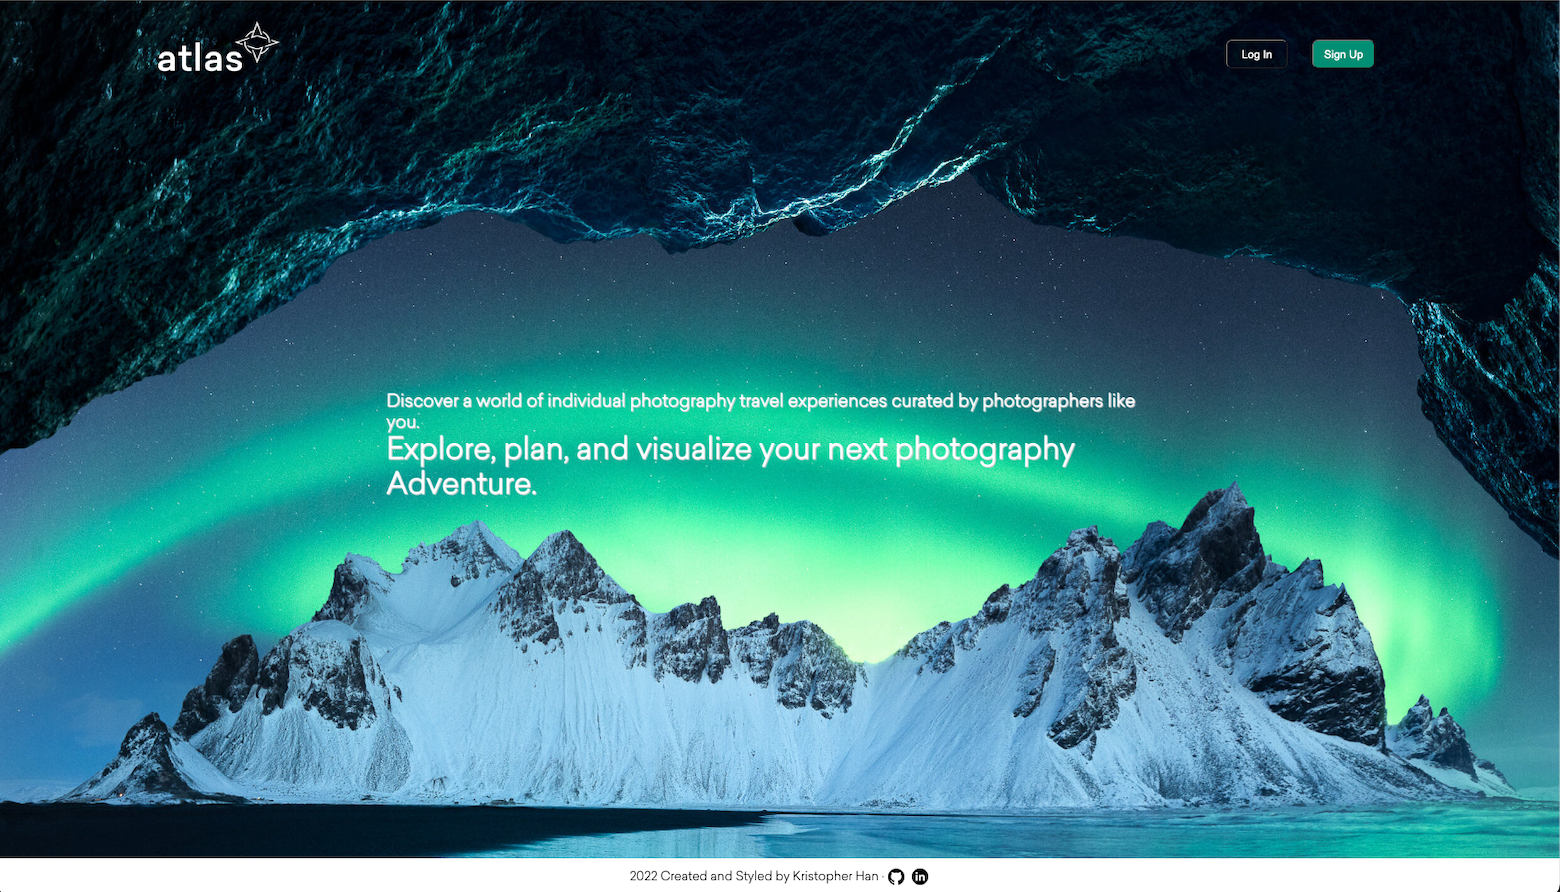 atlas
Log In
Sign Up
Discover a world of individual photography travel experiences curated by photographers like
you.
Explore, plan, and visualize your next photography
Adventure.
2022 Created and Styled by Kristopher Han ·
in